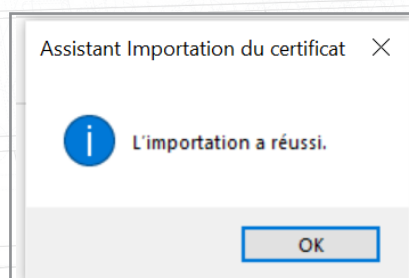 Assistant Importation du certificat
L'importation a réussi.
OK